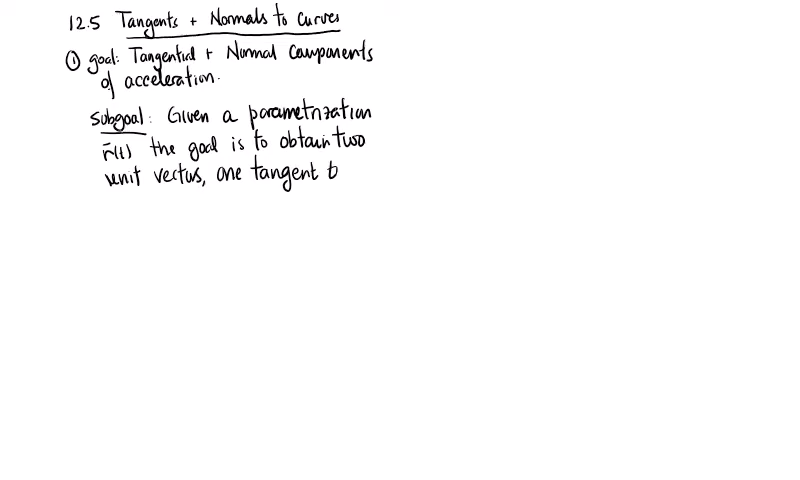 12.5 Tangents + Normals to Curves
① goal: Tangential + Normal Components
of acceleration.
Subgoal: Given a parametrization
r̄(t) the goal is to obtain two
unit vectors, one tangent t